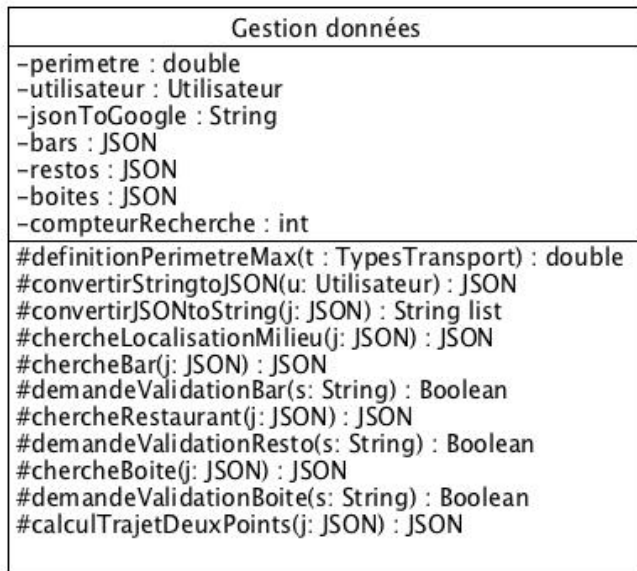 Gestion données
-perimetre : double
-utilisateur : Utilisateur
-jsonToGoogle : String
-bars : JSON
-restos : JSON
-boites : JSON
-compteurRecherche : int
#definitionPerimetreMax(t : TypesTransport) : double
#convertirStringtoJSON(u: Utilisateur) : JSON
#convertirJSONtoString(j: JSON) : String list
#chercheLocalisationMilieu(j: JSON) : JSON
#chercheBar(j: JSON) : JSON
#demandeValidationBar(s: String) : Boolean
#chercheRestaurant(j: JSON) : JSON
#demandeValidationResto(s: String) : Boolean
#chercheBoite(j: JSON) : JSON
#demandeValidationBoite(s: String) : Boolean
#calculTrajetDeuxPoints(j: JSON) : JSON